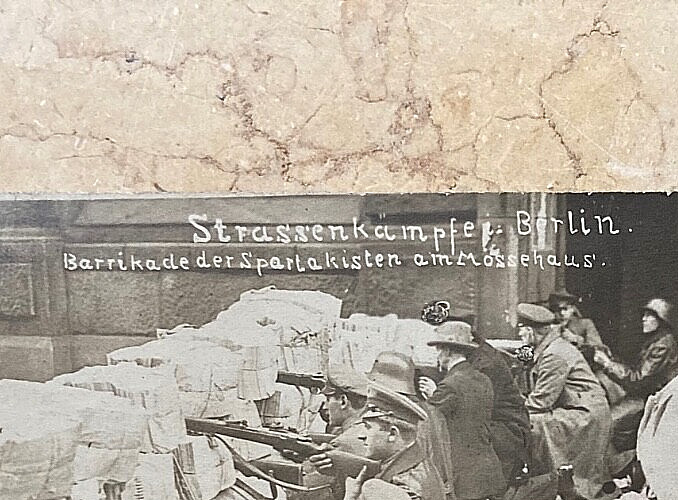 Strassenkämpfe i. Berlin.
Barrikade der Spartakisten am Mossehaus.